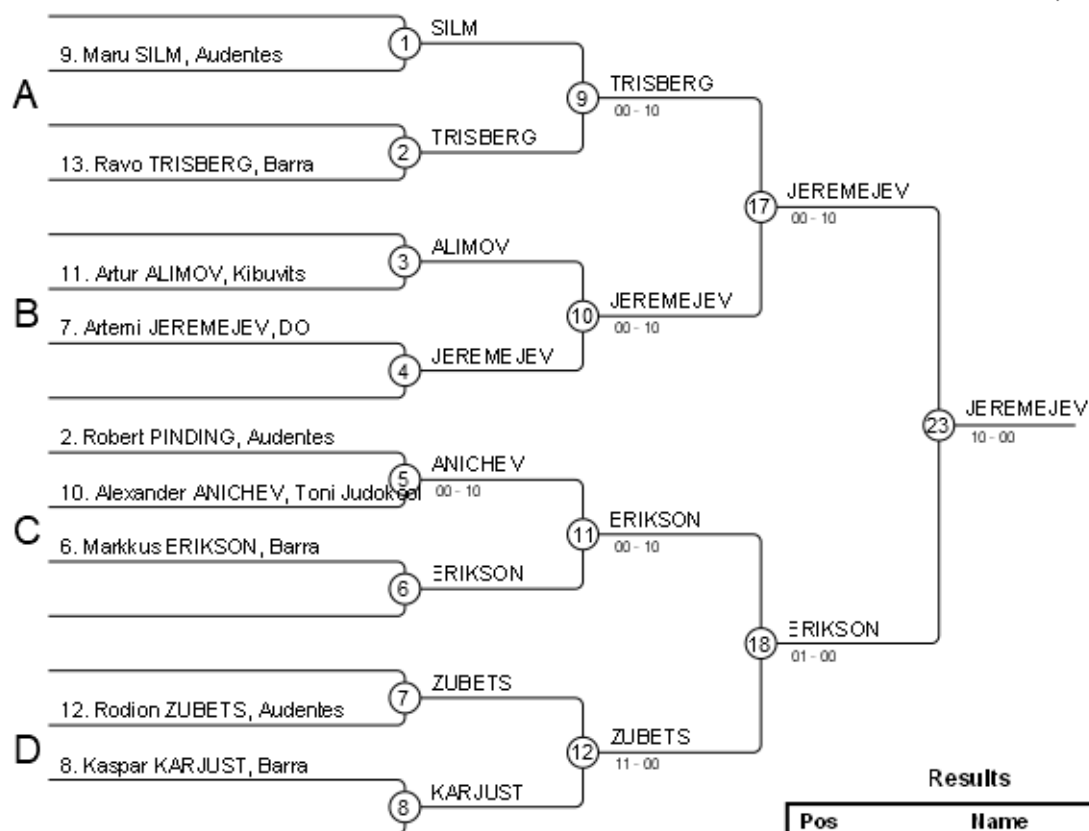 SILM
1
9. Maru SILM, Audentes
A
TRISBERG
9
00 - 10
TRISBERG
2
13. Ravo TRISBERG, Barra
JEREMEJEV
17
00 - 10
ALIMOV
3
11. Artur ALIMOV, Kibuvits
B
JEREMEJEV
10
00 - 10
7. Artemi JEREMEJEV, DO
JEREMEJEV
4
JEREMEJEV
23
10 - 00
2. Robert PINDING, Audentes
ANICHEV
5
10. Alexander ANICHEV, Toni Judokool
00 - 10
C
ERIKSON
11
00 - 10
6. Markkus ERIKSON, Barra
ERIKSON
6
ERIKSON
18
01 - 00
ZUBETS
7
12. Rodion ZUBETS, Audentes
D
ZUBETS
12
11 - 00
8. Kaspar KARJUST, Barra
KARJUST
8
Results
Pos Name